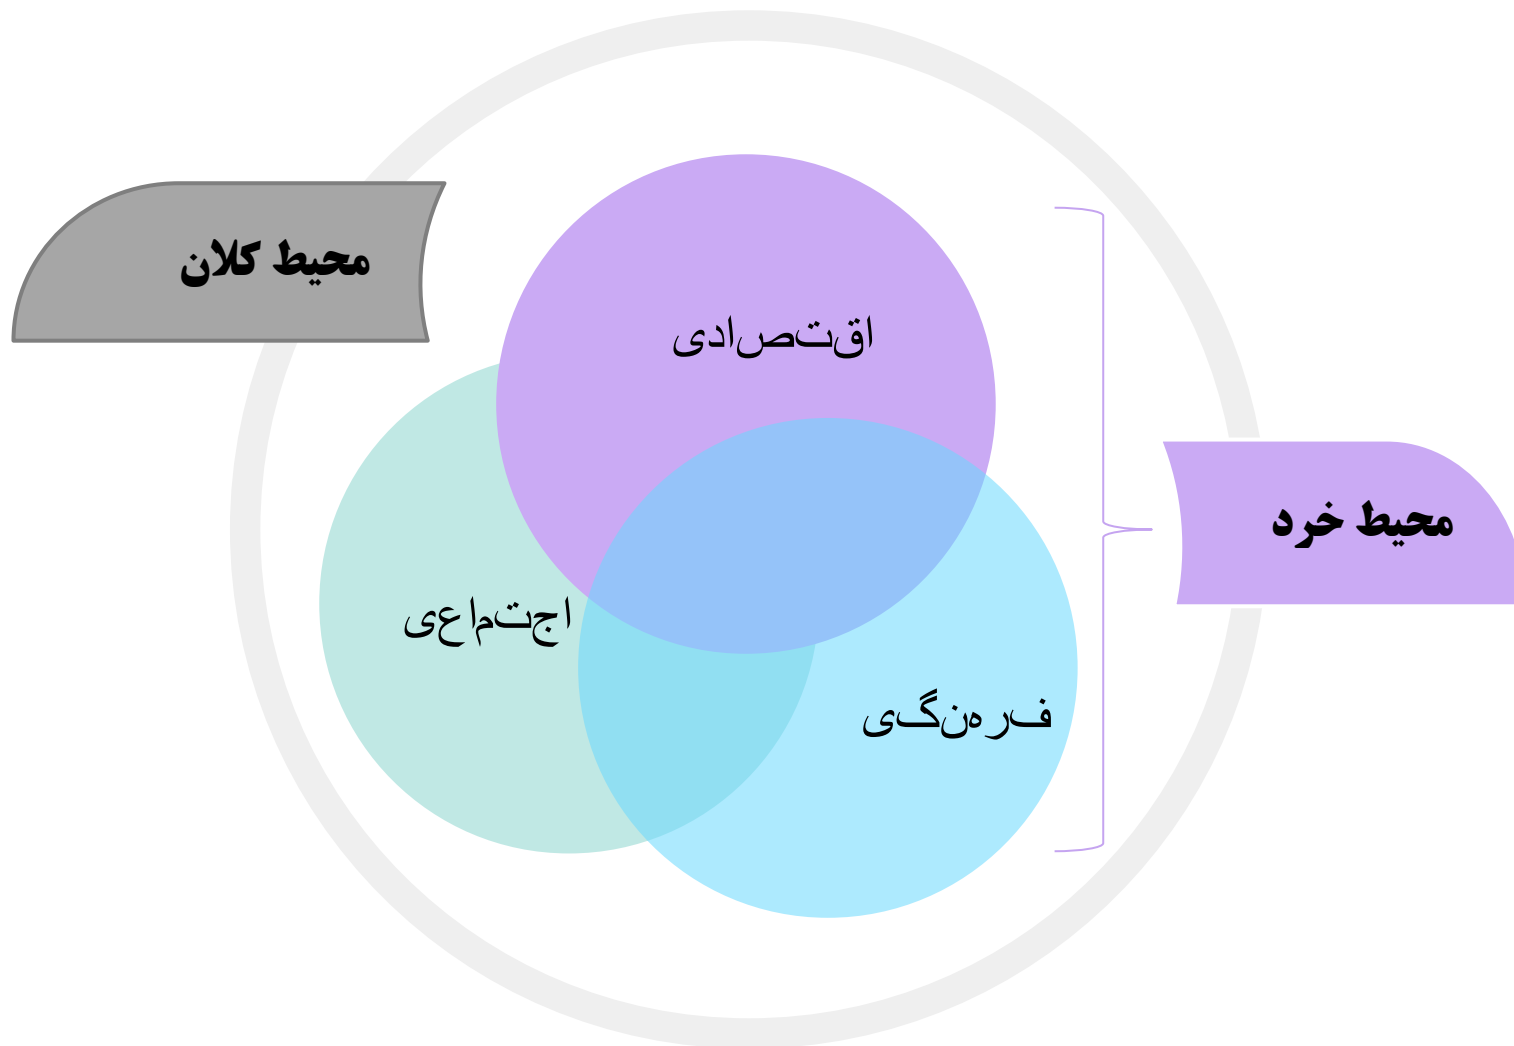 محیط کلان
اقتصادی
محیط خرد
اجتماعی
فرهنگی